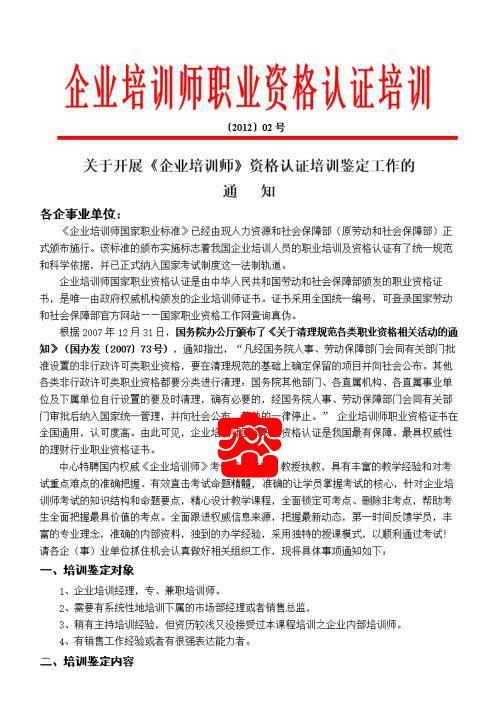 企业培训师职业资格认证培训
〔2012〕02号
关于开展《企业培训师》资格认证培训鉴定工作的
通 知
各企事业单位：
《企业培训师国家职业标准》已经由现人力资源和社会保障部（原劳动和社会保障部）正
式颁布施行。该标准的颁布实施标志着我国企业培训人员的职业培训及资格认证有了统一规范
和科学依据，并已正式纳入国家考试制度这一法制轨道。
企业培训师国家职业资格认证是由中华人民共和国劳动和社会保障部颁发的职业资格证
书，是唯一由政府权威机构颁发的企业培训师证书。证书采用全国统一编号，可登录国家劳动
和社会保障部官方网站——国家职业资格工作网查询真伪。
根据2007年12月31日，国务院办公厅颁布了《关于清理规范各类职业资格相关活动的通
知》（国办发〔2007〕73号），通知指出，“凡经国务院人事、劳动保障部门会同有关部门批
准设置的非行政许可类职业资格，要在清理规范的基础上确定保留的项目并向社会公布。其他
各类非行政许可类职业资格都要分类进行清理：国务院其他部门、各直属机构、各直属事业单
位及下属单位自行设置的要及时清理，确有必要的，经国务院人事、劳动保障部门会同有关部
门审批后纳入国家统一管理，并向社会公布 的一律停止。” 企业培训师职业资格证书在
全国通用，认可度高。由此可见，企业培 资格认证是我国最有保障、最具权威性
的理财行业职业资格证书。
中心特聘国内权威《企业培训师》考 教授执教，具有丰富的教学经验和对考
试重点难点的准确把握、有效直击考试命题精髓，准确的让学员掌握考试的核心，针对企业培
训师考试的知识结构和命题要点，精心设计教学课程，全面锁定可考点、删除非考点，帮助考
生全面把握最具价值的考点。全面跟进权威信息来源，把握最新动态，第一时间反馈学员，丰
富的专业理念，准确的内部资料，独到的办学经验，采用独特的授课模式，以顺利通过考试！
请各企（事）业单位抓住机会认真做好相关组织工作，现将具体事项通知如下：
一、培训鉴定对象
1、企业培训经理，专、兼职培训师。
2、需要有系统性地培训下属的市场部经理或者销售总监，
3、稍有主持培训经验，但资历较浅又没接受过本课程培训之企业内部培训师。
4、有销售工作经验或者有很强表达能力者。
二、培训鉴定内容